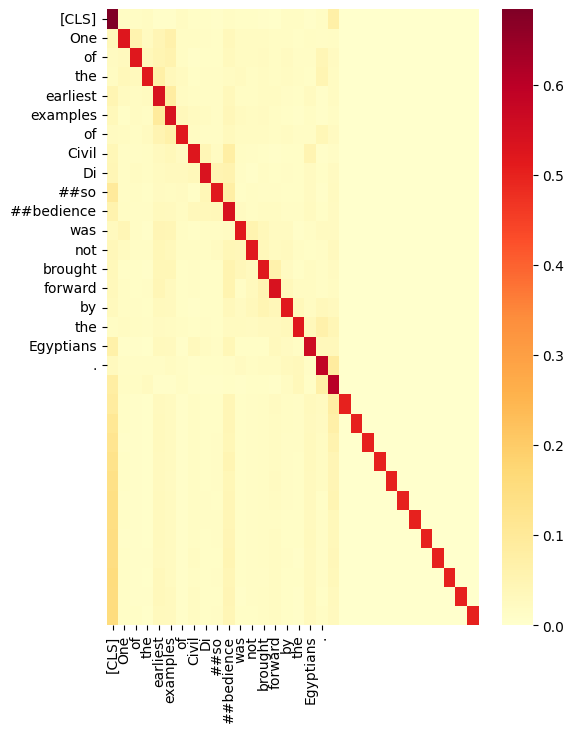 [CLS]
One
of
the
earliest
examples
of
Civil
Di
##so
##bedience
was
not
brought
forward
by
the
Egyptians
.
0.6
0.5
0.4
0.3
0.2
0.1
0.0
[CLS]
One
of
the
earliest
examples
of
Civil
Di
##so
##bedience
was
not
brought
forward
by
the
Egyptians
.